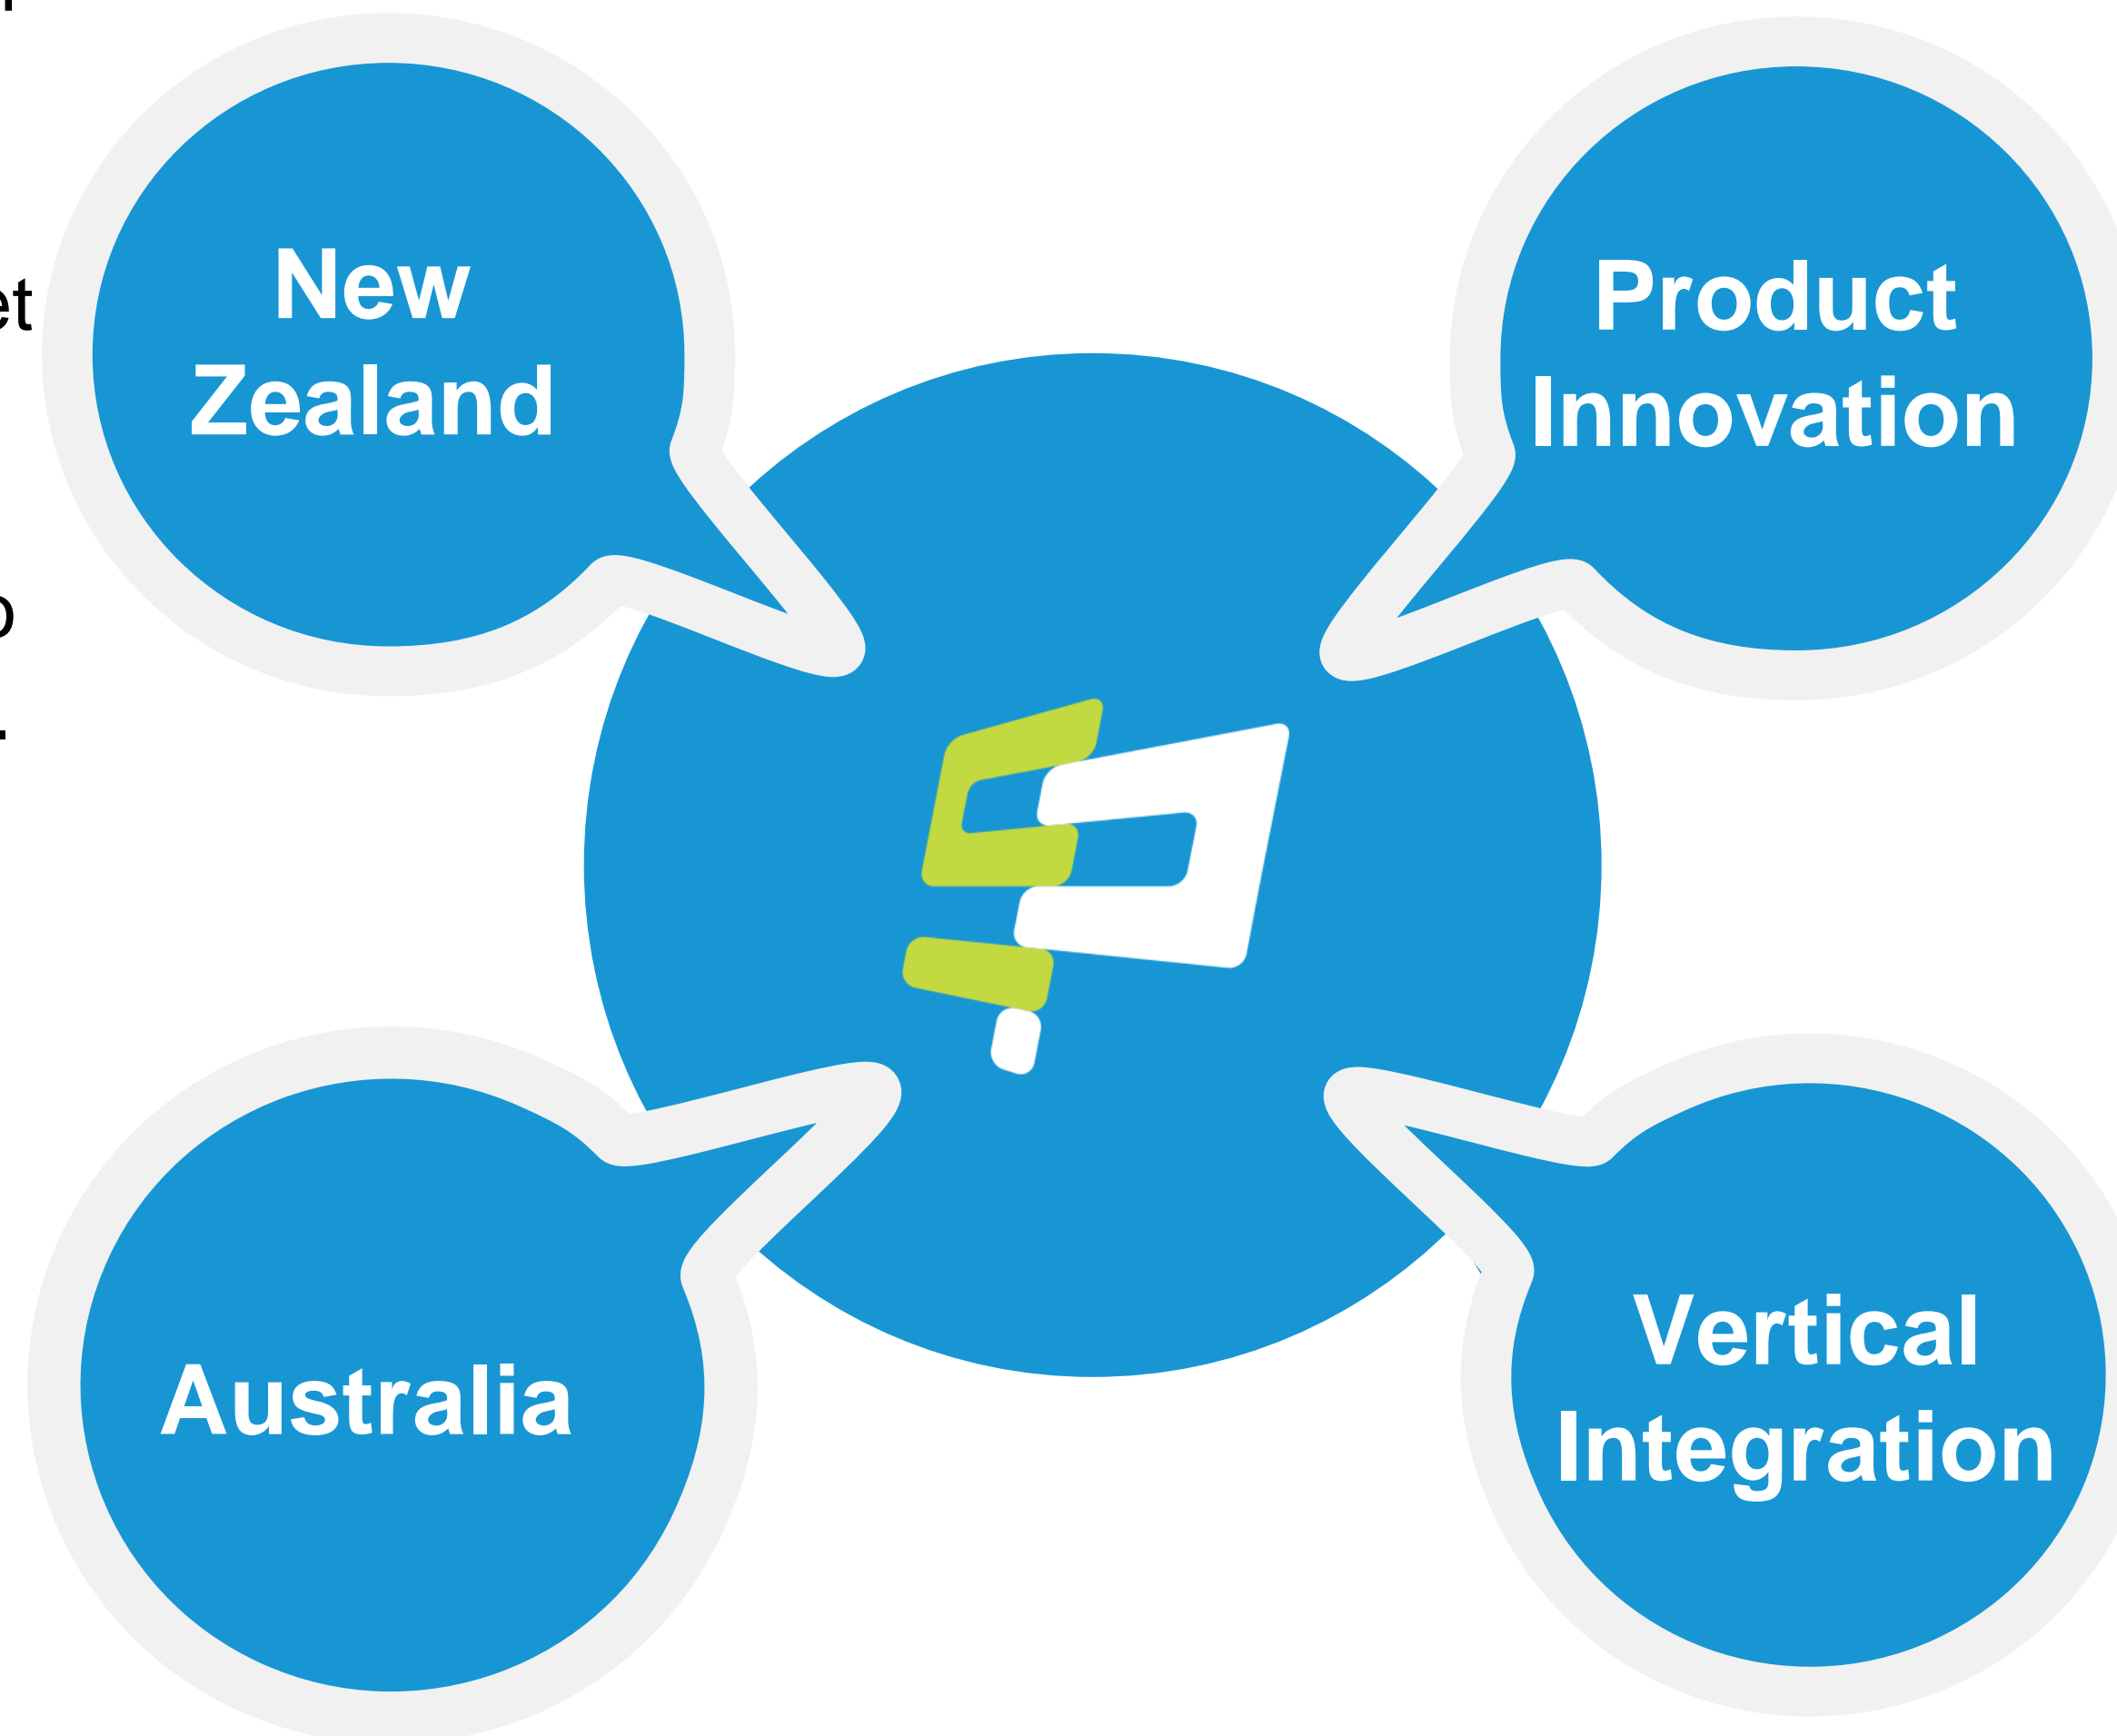 New
Zealand
Product
Innovation
Australia
Vertical
Integration